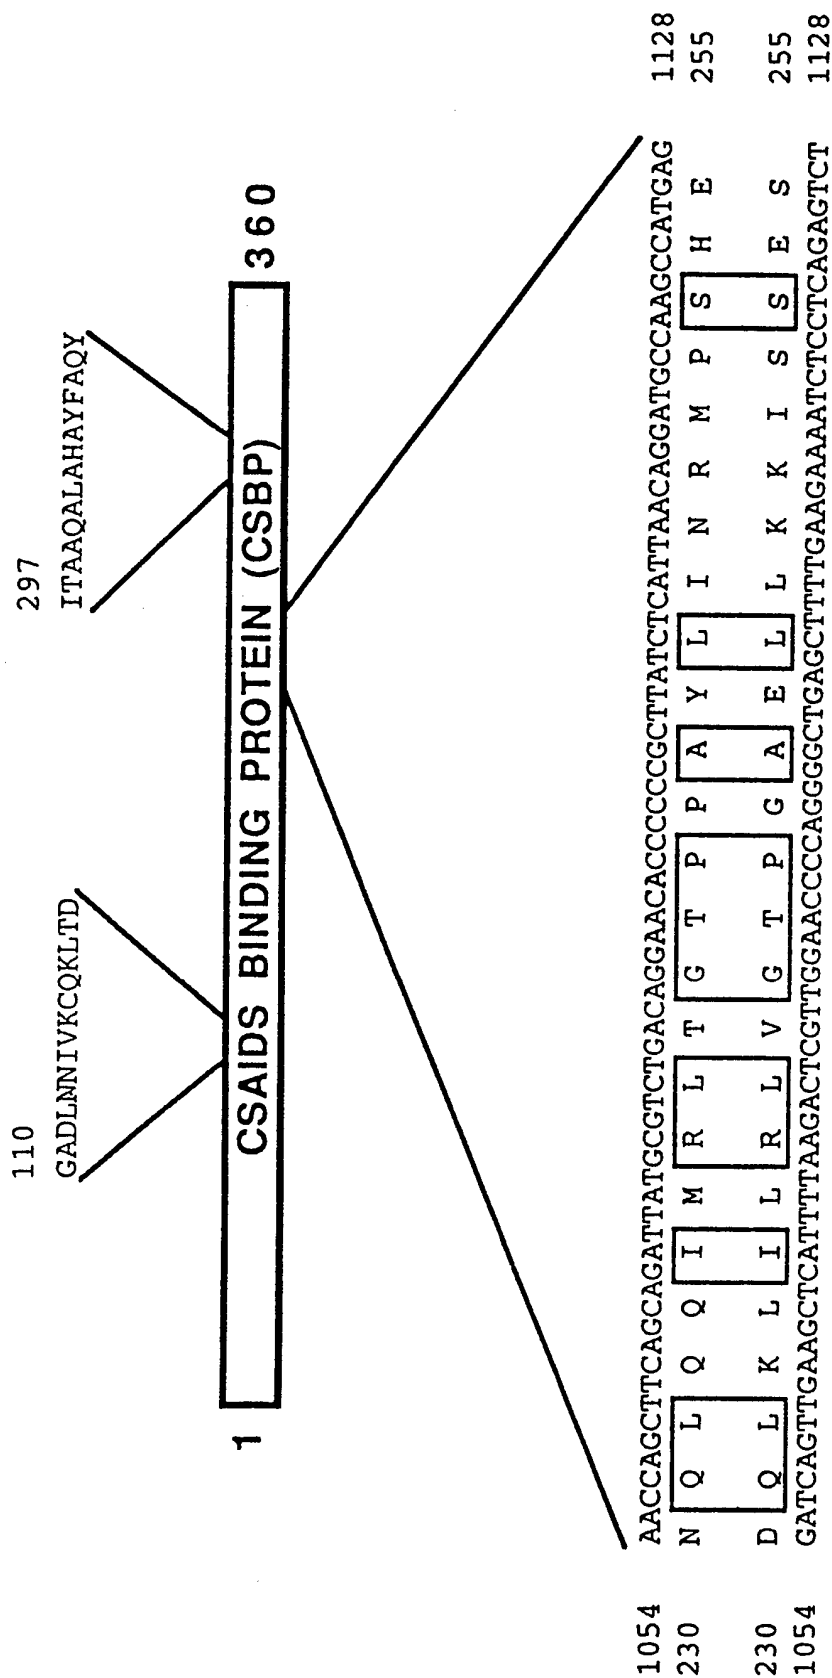 110 297
GADLNNIVKCQKLTD ITAAQALAHAYFAQY
1 CSAIDS BINDING PROTEIN (CSBP) 360
1054 AACCAGCTTCAGCAGATTATGCGTCTGACAGGAACACCCCCCGCTTATCTCATTAACAGGATGCCAAGCCATGAG 1128
230 N Q L Q Q I M R L T G T P P A Y L I N R M P S H E 255
230 D Q L K L I L R L V G T P G A E L L K K I S S E S 255
1054 GATCAGTTGAAGCTCATTTTAAGACTCGTTGGAACCCCAGGGGCTGAGCTTTTGAAGAAAATCTCCTCAGAGTCT 1128